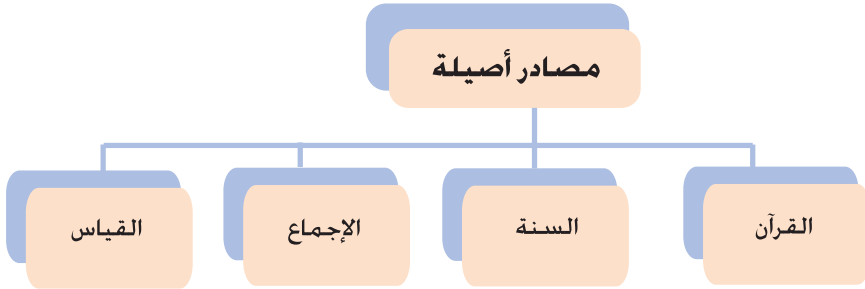 مصادر أصيلة
القرآن
السنة
الإجماع
القياس